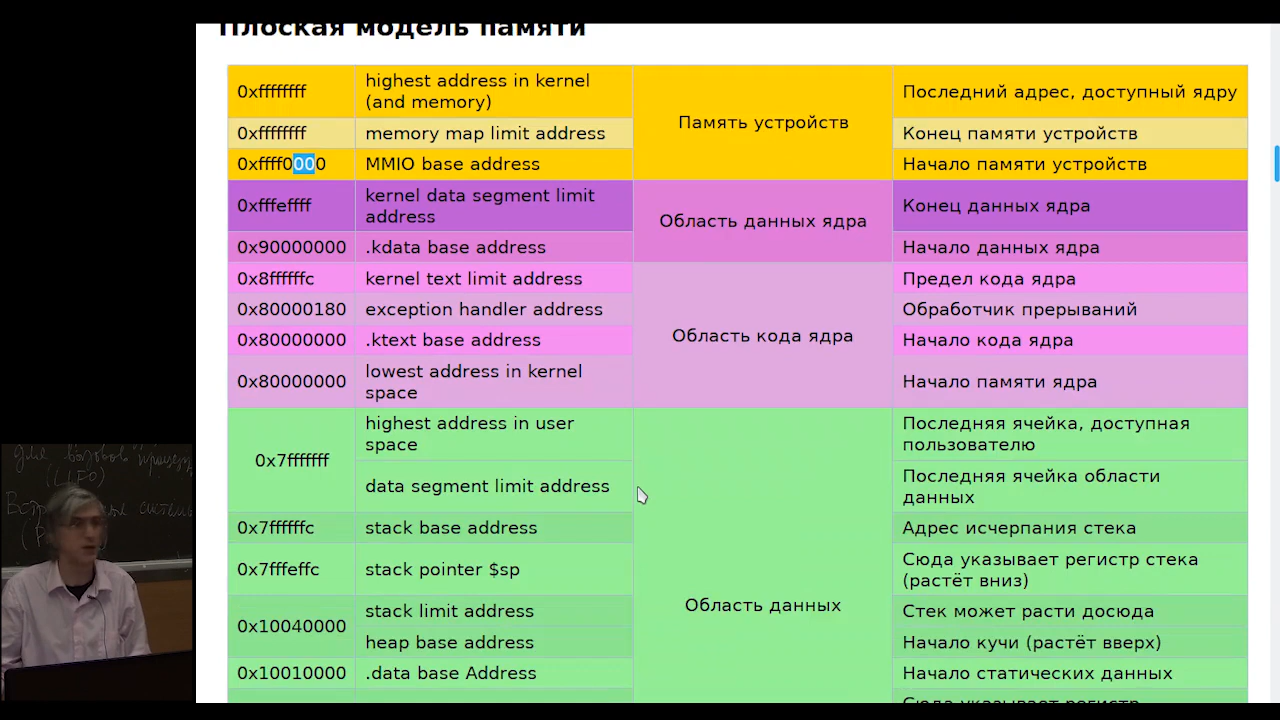 Плоская модель памяти
0xffffffff highest address in kernel (and memory) Память устройств Последний адрес, доступный ядру
0xffffffff memory map limit address Конец памяти устройств
0xffff0000 MMIO base address Начало памяти устройств
0xfffeffff kernel data segment limit address Область данных ядра Конец данных ядра
0x90000000 .kdata base address Начало данных ядра
0x8ffffffc kernel text limit address Область кода ядра Предел кода ядра
0x80000180 exception handler address Обработчик прерываний
0x80000000 .ktext base address Начало кода ядра
0x80000000 lowest address in kernel space Начало памяти ядра
0x7fffffff highest address in user space Область данных Последняя ячейка, доступная пользователю
data segment limit address Последняя ячейка области данных
0x7ffffffc stack base address Адрес исчерпания стека
0x7fffeffc stack pointer $sp Сюда указывает регистр стека (растёт вниз)
0x10040000 stack limit address Стек может расти досюда
heap base address Начало кучи (растёт вверх)
0x10010000 .data base Address Начало статических данных
Сюда указывает регистр
для вызовов
(LIFO)